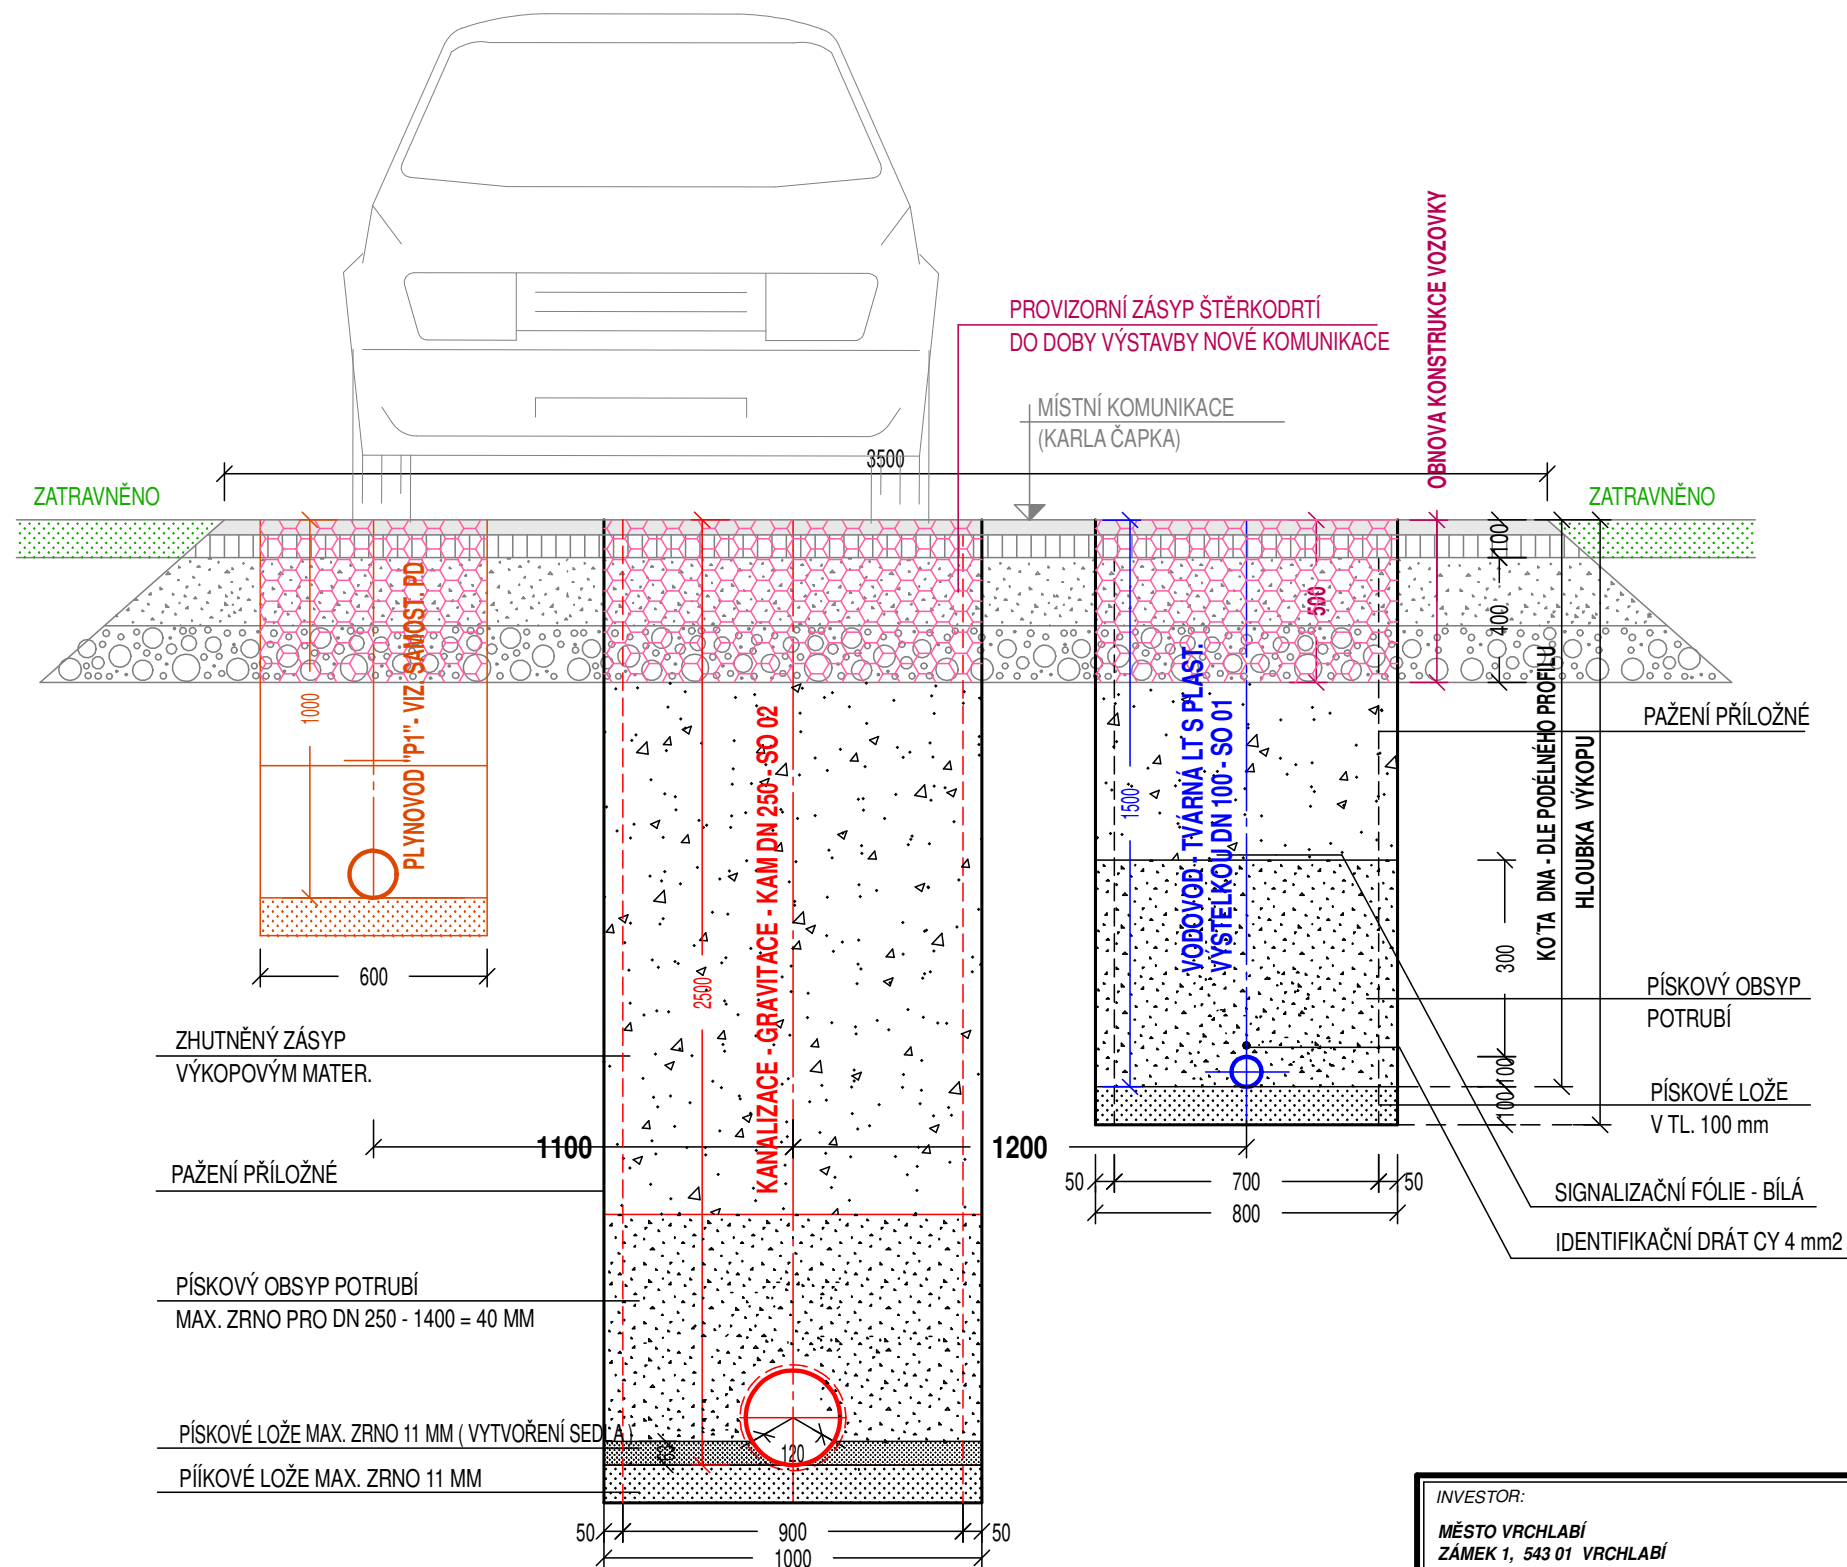 PROVIZORNÍ ZÁSYP ŠTĚRKODRTÍ
DO DOBY VÝSTAVBY NOVÉ KOMUNIKACE
OBNOVA KONSTRUKCE VOZOVKY
MÍSTNÍ KOMUNIKACE
(KARLA ČAPKA)
3500
ZATRAVNĚNO
ZATRAVNĚNO
100
500
400
1000
PLYNOVOD "P1"- VIZ. SAMOST. PD
KANALIZACE - GRAVITACE - KAM DN 250- SO 02
2500
1500
VODOVOD - TVÁRNÁ LT S PLAST.
VÝSTELKOU DN 100 - SO 01
KÓTA DNA - DLE PODÉLNÉHO PROFILU
HLOUBKA VÝKOPU
PAŽENÍ PŘÍLOŽNÉ
300
600
PÍSKOVÝ OBSYP
POTRUBÍ
ZHUTNĚNÝ ZÁSYP
VÝKOPOVÝM MATER.
100
100
PÍSKOVÉ LOŽE
V TL. 100 mm
1100
1200
PAŽENÍ PŘÍLOŽNÉ
50
700
50
800
SIGNALIZAČNÍ FÓLIE - BÍLÁ
IDENTIFIKAČNÍ DRÁT CY 4 mm2
PÍSKOVÝ OBSYP POTRUBÍ
MAX. ZRNO PRO DN 250 - 1400 = 40 MM
PÍSKOVÉ LOŽE MAX. ZRNO 11 MM ( VYTVOŘENÍ SEDLA )
120
PÍÍKOVÉ LOŽE MAX. ZRNO 11 MM
50
900
50
1000
INVESTOR:
MĚSTO VRCHLABÍ
ZÁMEK 1, 543 01 VRCHLABÍ